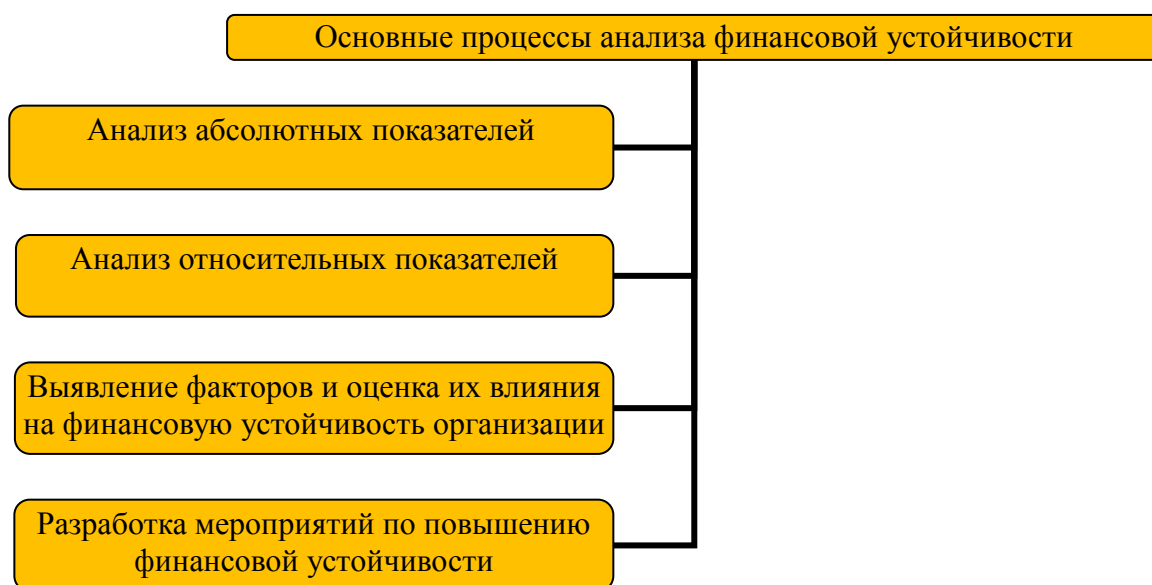 Основные процессы анализа финансовой устойчивости
Анализ абсолютных показателей
Анализ относительных показателей
Выявление факторов и оценка их влияния
на финансовую устойчивость организации
Разработка мероприятий по повышению
финансовой устойчивости